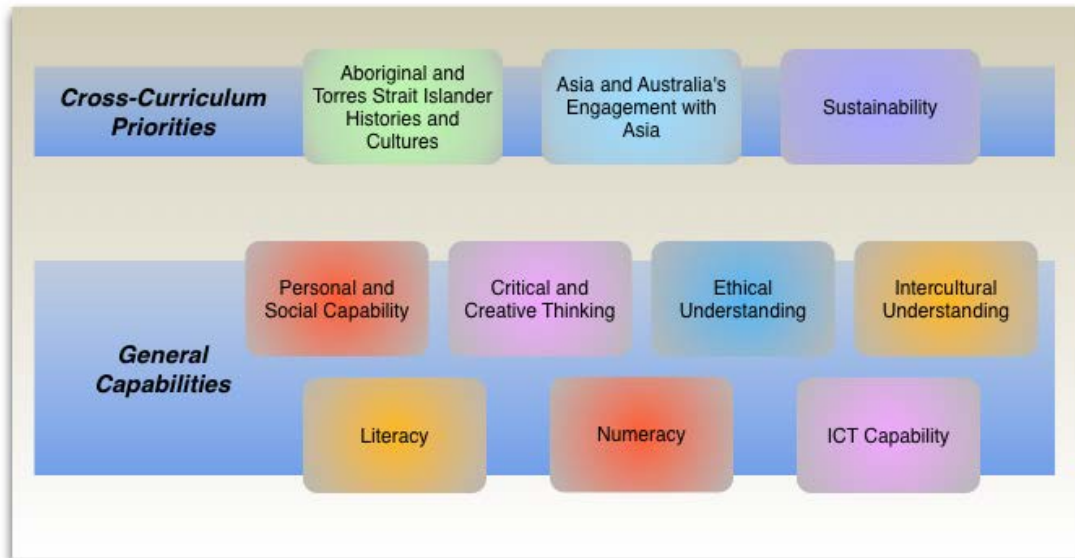 Cross-Curriculum
Priorities
Aboriginal and
Torres Strait Islander
Histories and
Cultures
Asia and Australia's
Engagement with
Asia
Sustainability
General
Capabilities
Personal and
Social Capability
Critical and
Creative Thinking
Ethical
Understanding
Intercultural
Understanding
Literacy
Numeracy
ICT Capability